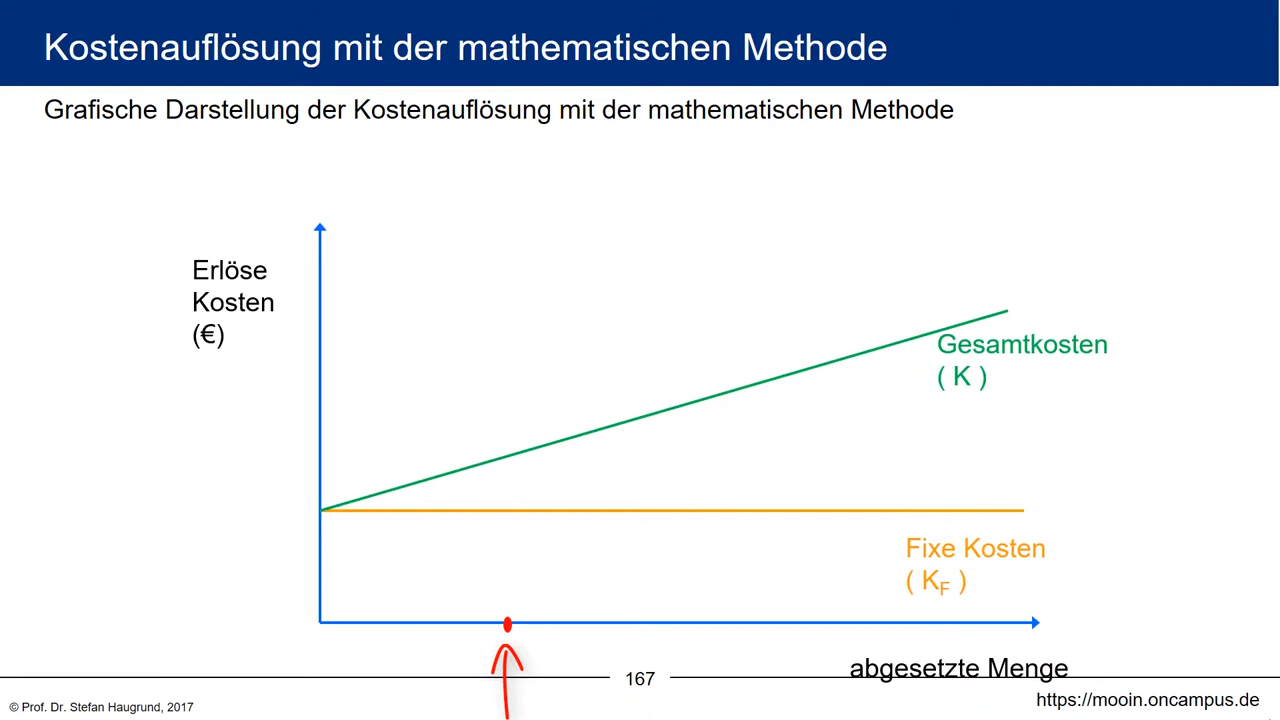 Kostenauflösung mit der mathematischen Methode
Grafische Darstellung der Kostenauflösung mit der mathematischen Methode
Erlöse
Kosten
(€)
Gesamtkosten
( K )
Fixe Kosten
( KF )
abgesetzte Menge
167
https://mooin.oncampus.de
© Prof. Dr. Stefan Haugrund, 2017